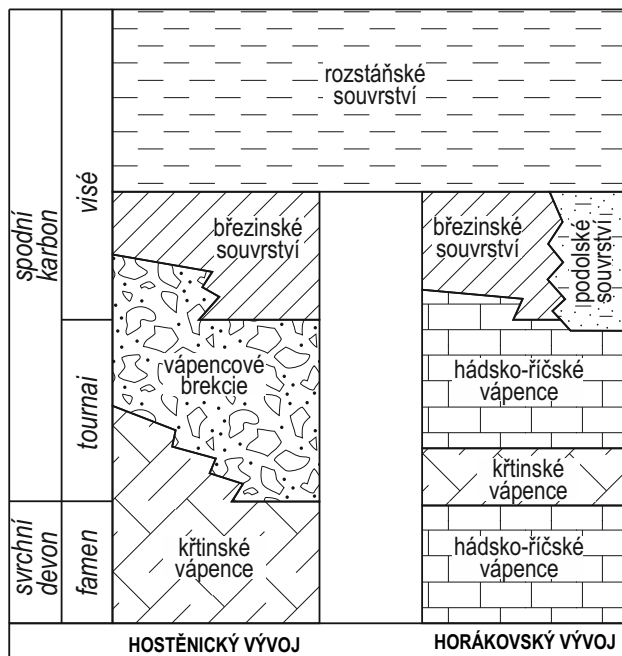 rozstáňské
souvrství
spodní
karbon
visé
březinské
souvrství
březinské
souvrství
podolské
souvrství
tournai
vápencové
brekcie
hádsko-říčské
vápence
křtinské
vápence
svrchní
devon
famen
křtinské
vápence
hádsko-říčské
vápence
HOSTĚNICKÝ VÝVOJ
HORÁKOVSKÝ VÝVOJ